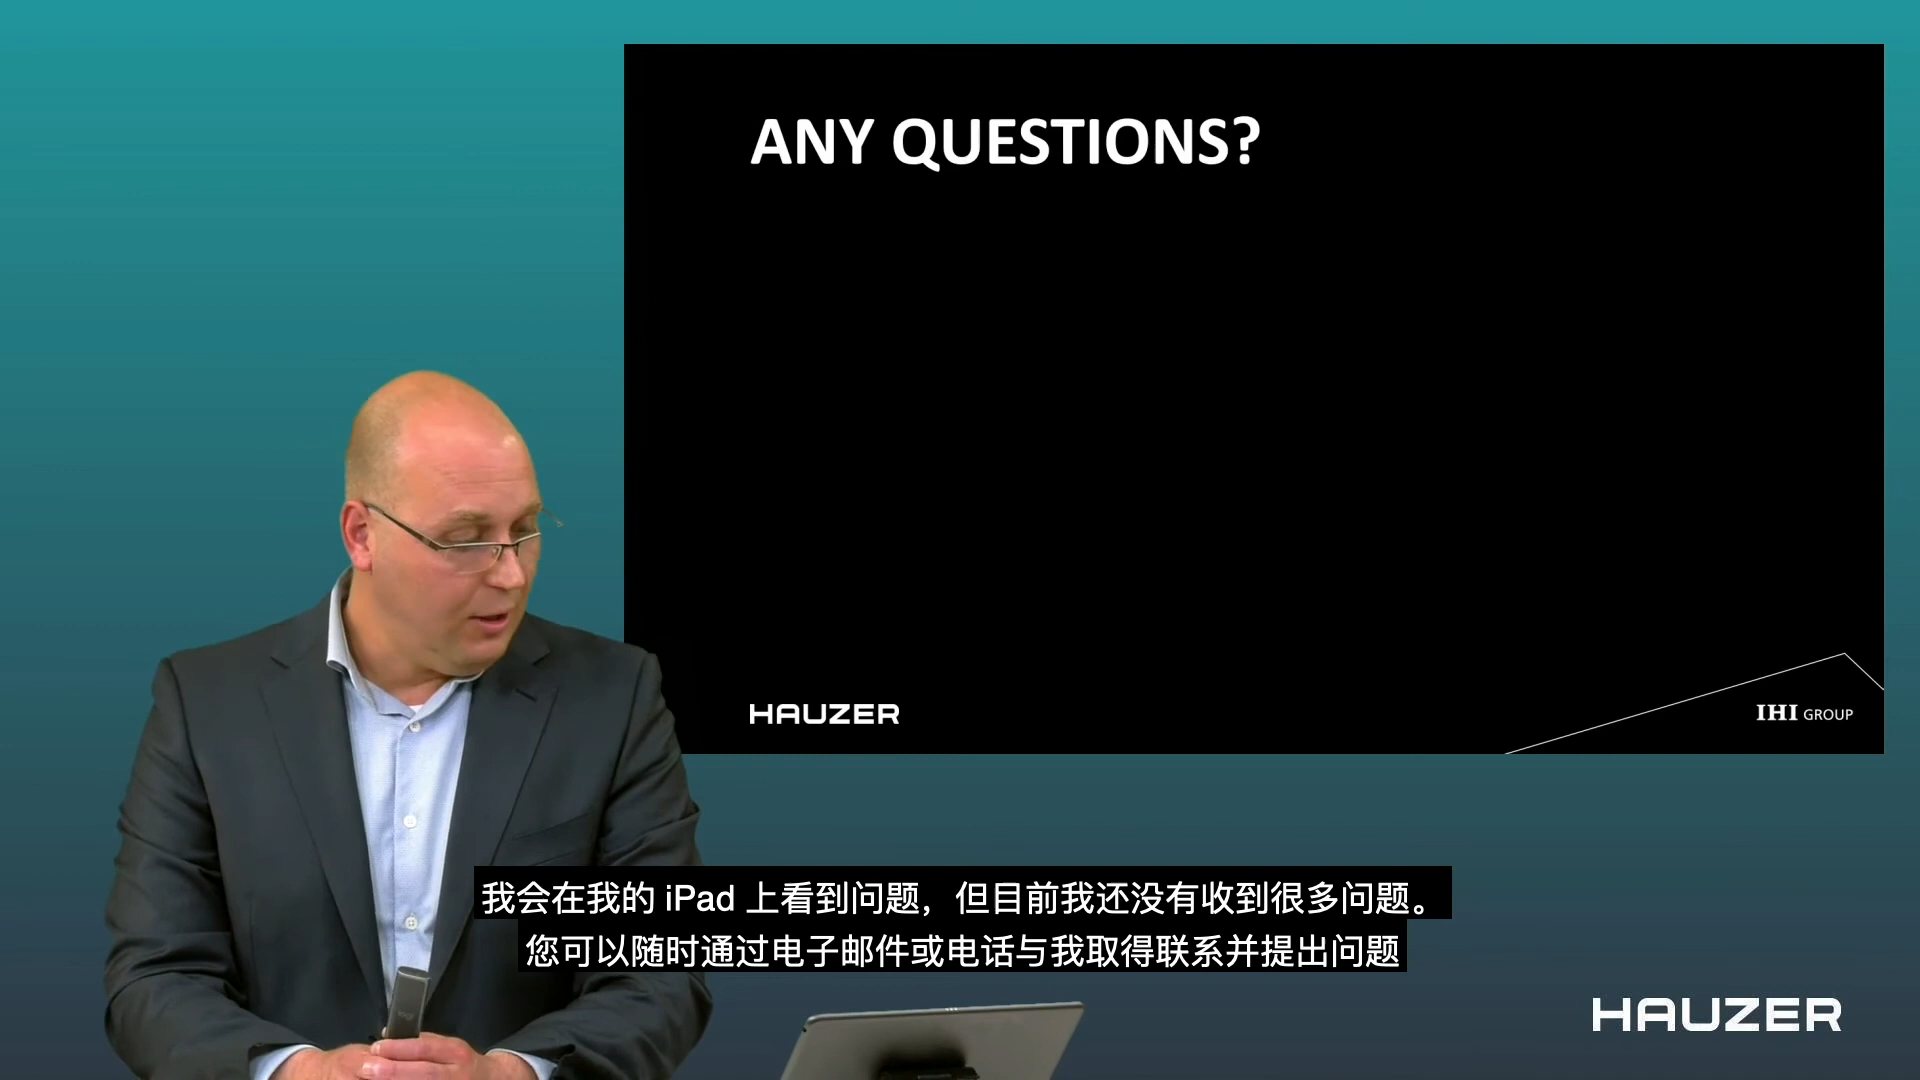 ANY QUESTIONS?
HAUZER
IHI GROUP
我会在我的 iPad 上看到问题，但目前我还没有收到很多问题。
您可以随时通过电子邮件或电话与我取得联系并提出问题
HAUZER